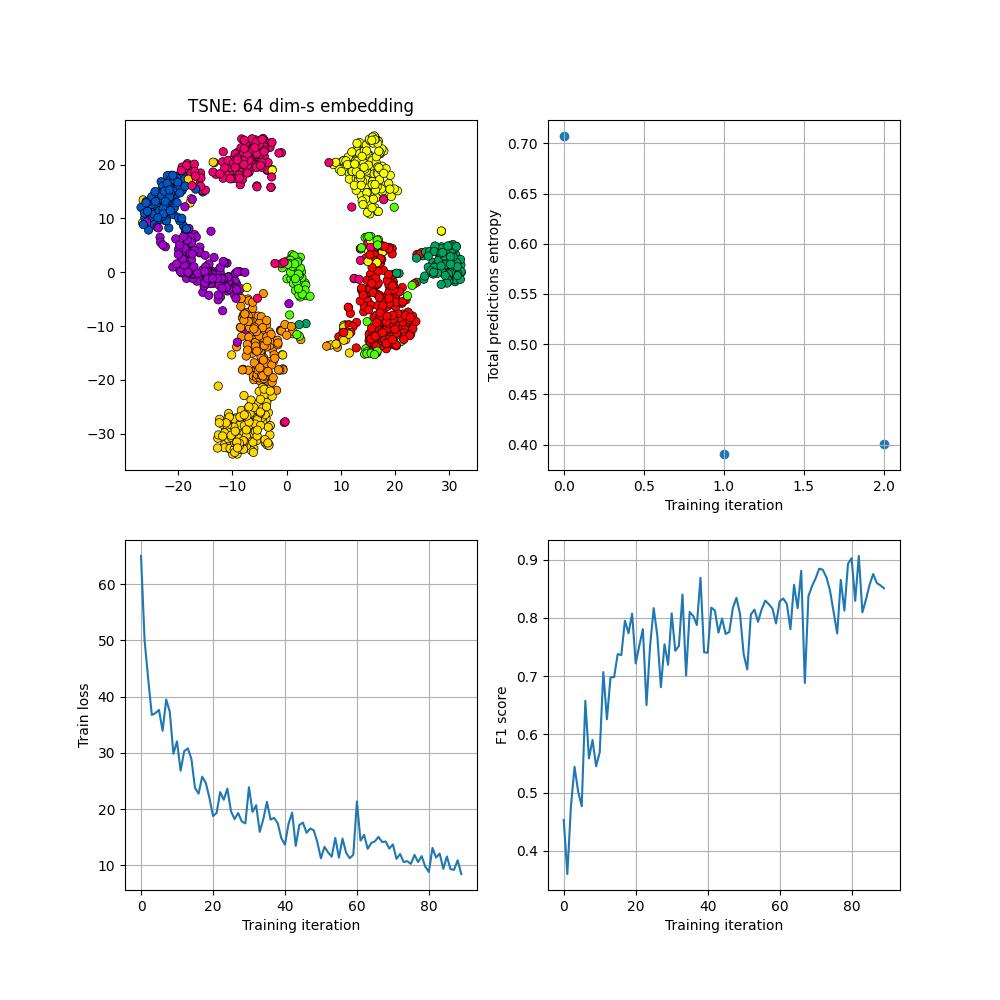 TSNE: 64 dim-s embedding
20
10
0
−10
−20
−30
−20 −10 0 10 20 30
Total predictions entropy
0.70
0.65
0.60
0.55
0.50
0.45
0.40
0.0 0.5 1.0 1.5 2.0
Training iteration
Train loss
60
50
40
30
20
10
0 20 40 60 80
Training iteration
F1 score
0.9
0.8
0.7
0.6
0.5
0.4
0 20 40 60 80
Training iteration